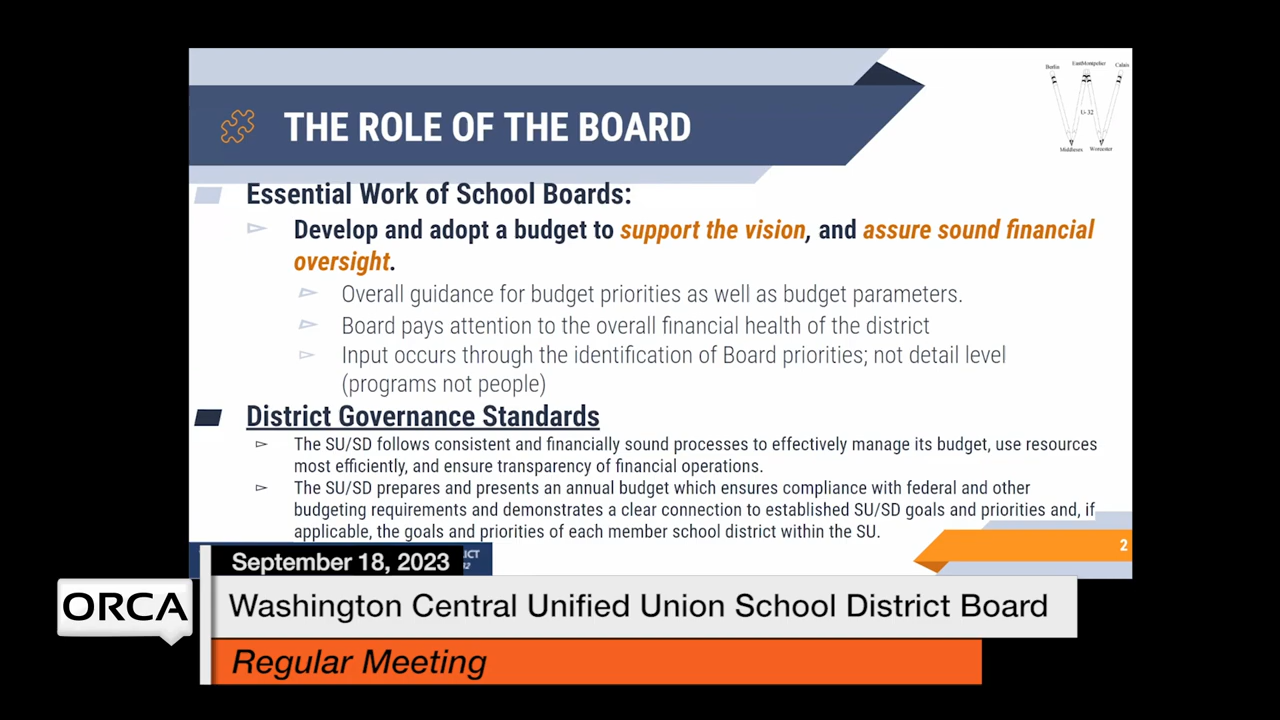 THE ROLE OF THE BOARD
Berlin
EastMontpelier
Calais
U-32
Middlesex
Worcester
Essential Work of School Boards:
Develop and adopt a budget to support the vision, and assure sound financial
oversight.
Overall guidance for budget priorities as well as budget parameters.
Board pays attention to the overall financial health of the district
Input occurs through the identification of Board priorities; not detail level
(programs not people)
District Governance Standards
The SU/SD follows consistent and financially sound processes to effectively manage its budget, use resources
most efficiently, and ensure transparency of financial operations.
The SU/SD prepares and presents an annual budget which ensures compliance with federal and other
budgeting requirements and demonstrates a clear connection to established SU/SD goals and priorities and, if
applicable, the goals and priorities of each member school district within the SU.
2
September 18, 2023
ORCA
Washington Central Unified Union School District Board
Regular Meeting